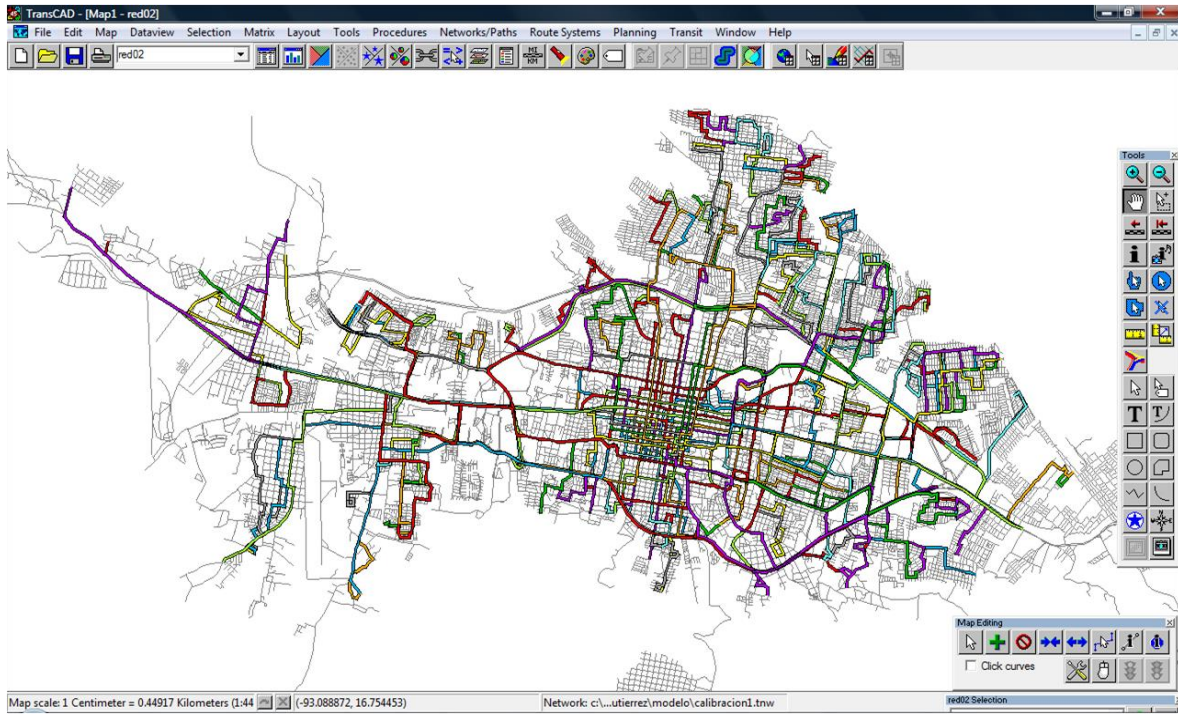 TransCAD - [Map1 - red02]
File Edit Map Dataview Selection Matrix Layout Tools Procedures Networks/Paths Route Systems Planning Transit Window Help
red02
MI
KM
Tools
T T
Map Editing
Click curves
Map scale: 1 Centimeter = 0.44917 Kilometers (1:44
(-93.088872, 16.754453)
Network: c:\...utierrez\modelo\calibracion1.tnw
red02 Selection